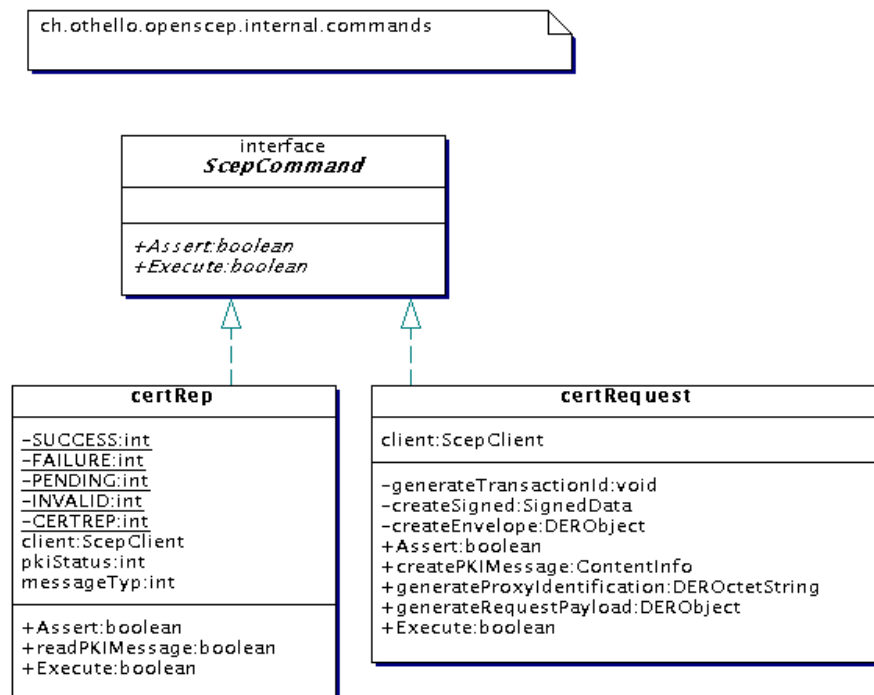 ch.othello.openscep.internal.commands
interface
ScepCommand
+Assert:boolean
+Execute:boolean
certRep
-SUCCESS:int
-FAILURE:int
-PENDING:int
-INVALID:int
-CERTREP:int
client:ScepClient
pkiStatus:int
messageTyp:int
+Assert:boolean
+readPKIMessage:boolean
+Execute:boolean
certRequest
client:ScepClient
-generateTransactionId:void
-createSigned:SignedData
-createEnvelope:DERObject
+Assert:boolean
+createPKIMessage:ContentInfo
+generateProxyIdentification:DEROctetString
+generateRequestPayload:DERObject
+Execute:boolean